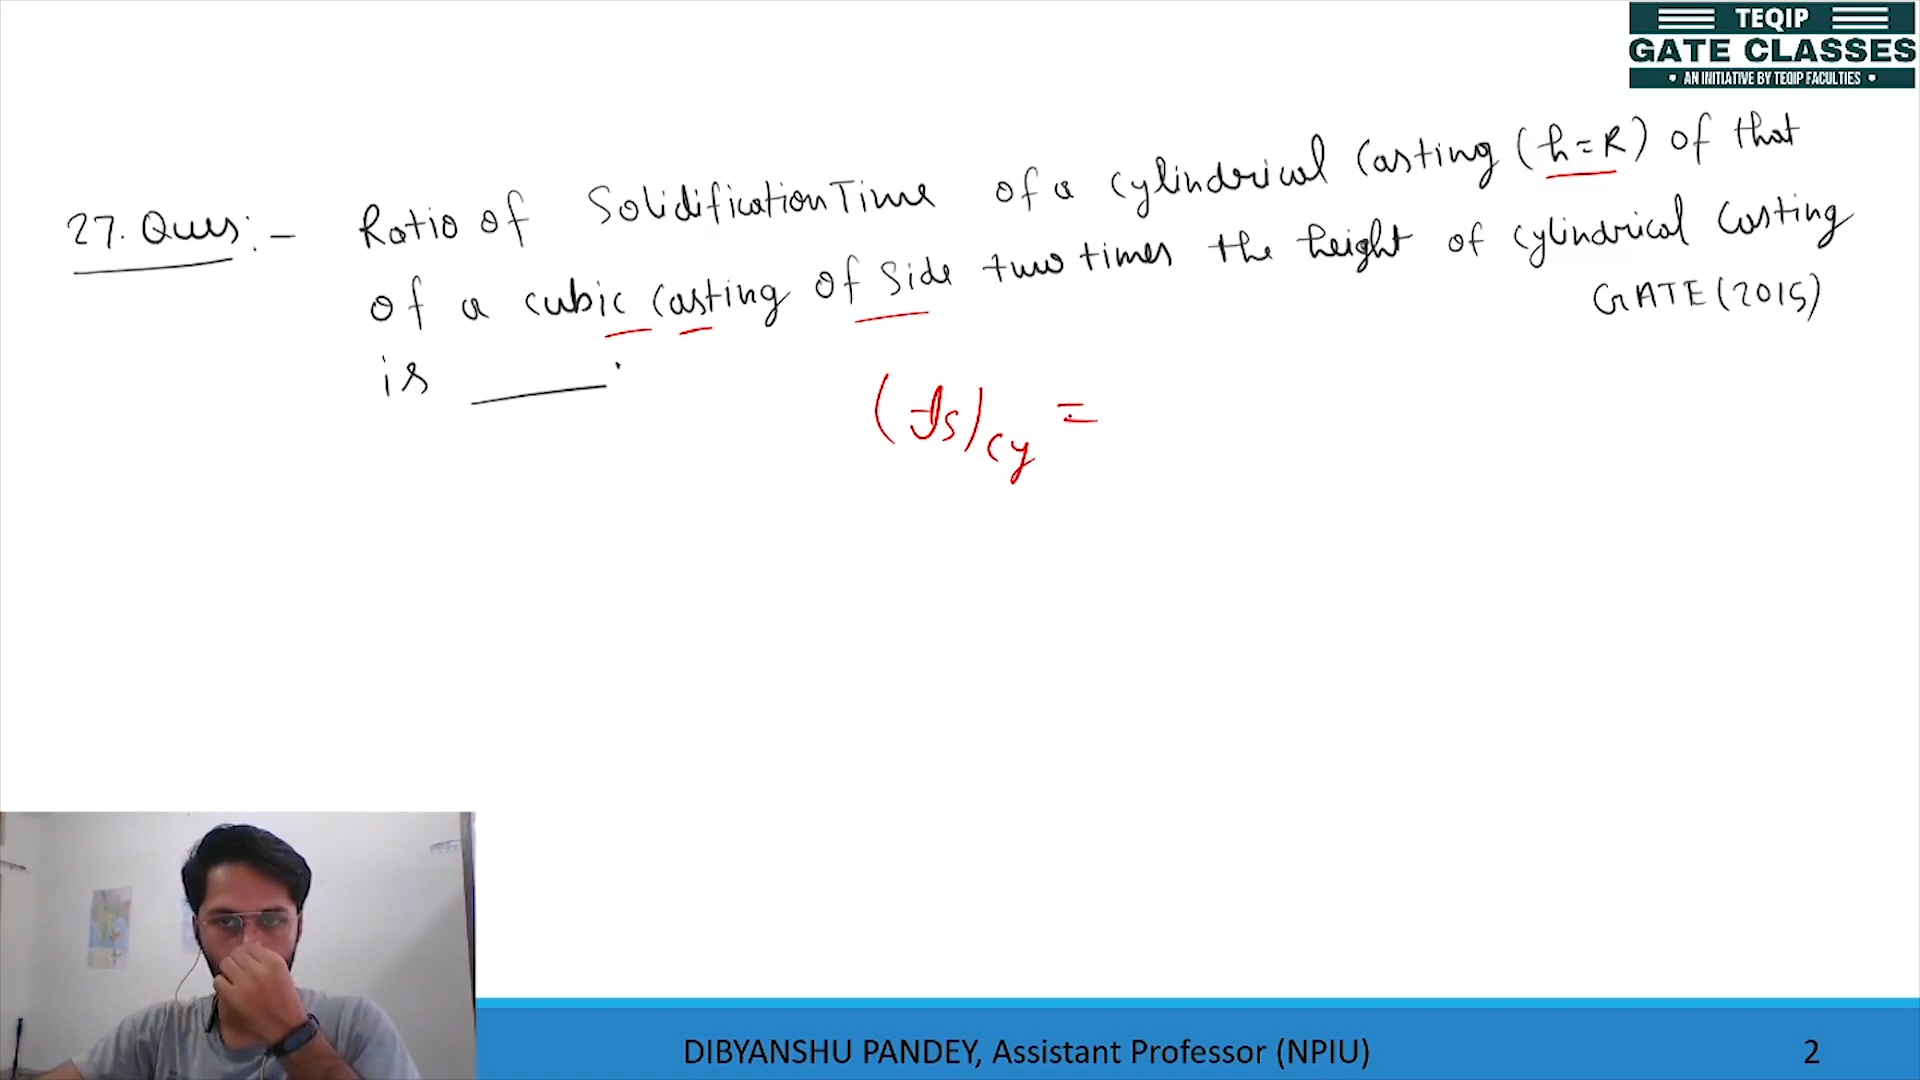 TEQIP
GATE CLASSES
• AN INITIATIVE BY TEQIP FACULTIES •
27. Ques:- Ratio of Solidification Time of a cylindrical Casting (h=R) of that
of a cubic casting of side two times the height of cylindrical Casting
is ____.
GATE(2015)
(ts)cy =
DIBYANSHU PANDEY, Assistant Professor (NPIU)
2